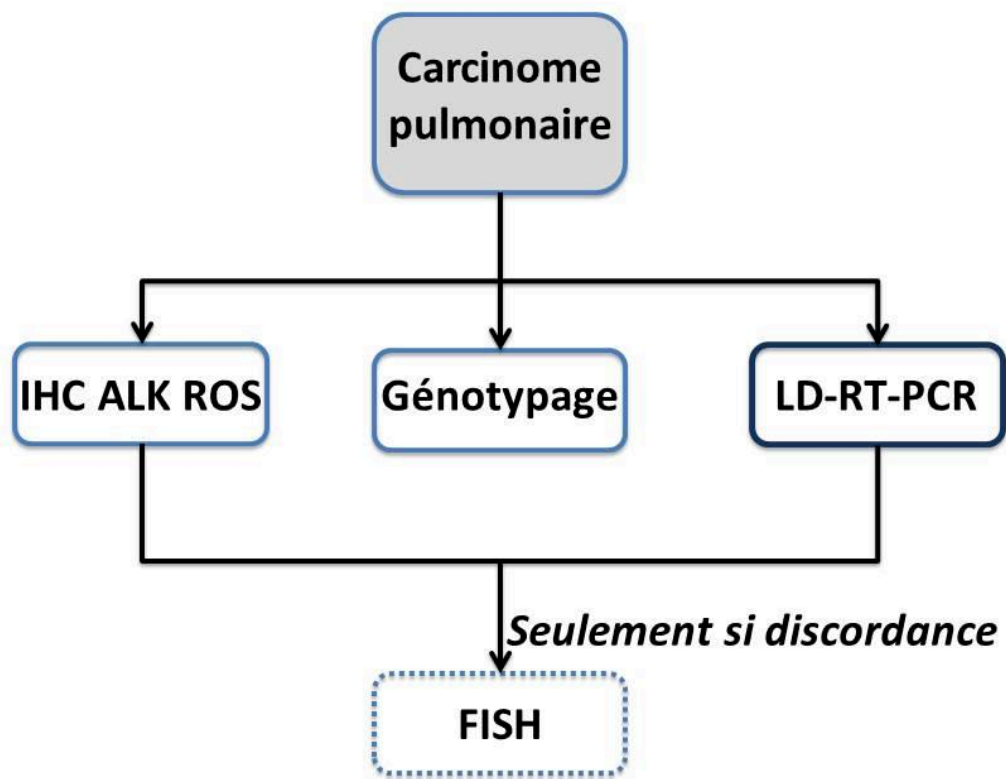 Carcinome
pulmonaire
IHC ALK ROS
Génotypage
LD-RT-PCR
Seulement si discordance
FISH